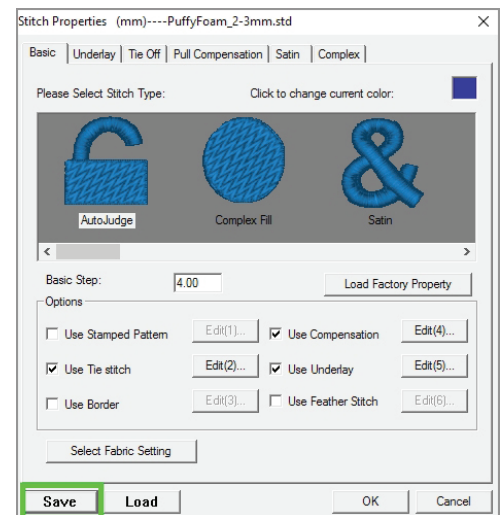 Stitch Properties (mm)----PuffyFoam_2-3mm.std
Basic Underlay Tie Off Pull Compensation Satin Complex
Please Select Stitch Type: Click to change current color:
AutoJudge Complex Fill Satin
Basic Step: 4.00 Load Factory Property
Options
Use Stamped Pattern Edit(1)... Use Compensation Edit(4)...
Use Tie stitch Edit(2)... Use Underlay Edit(5)...
Use Border Edit(3)... Use Feather Stitch Edit(6)...
Select Fabric Setting
Save Load OK Cancel